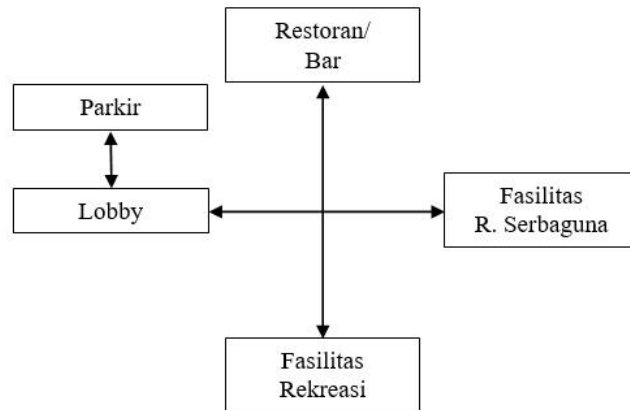 Restoran/
Bar
Parkir
Lobby
Fasilitas
R. Serbaguna
Fasilitas
Rekreasi